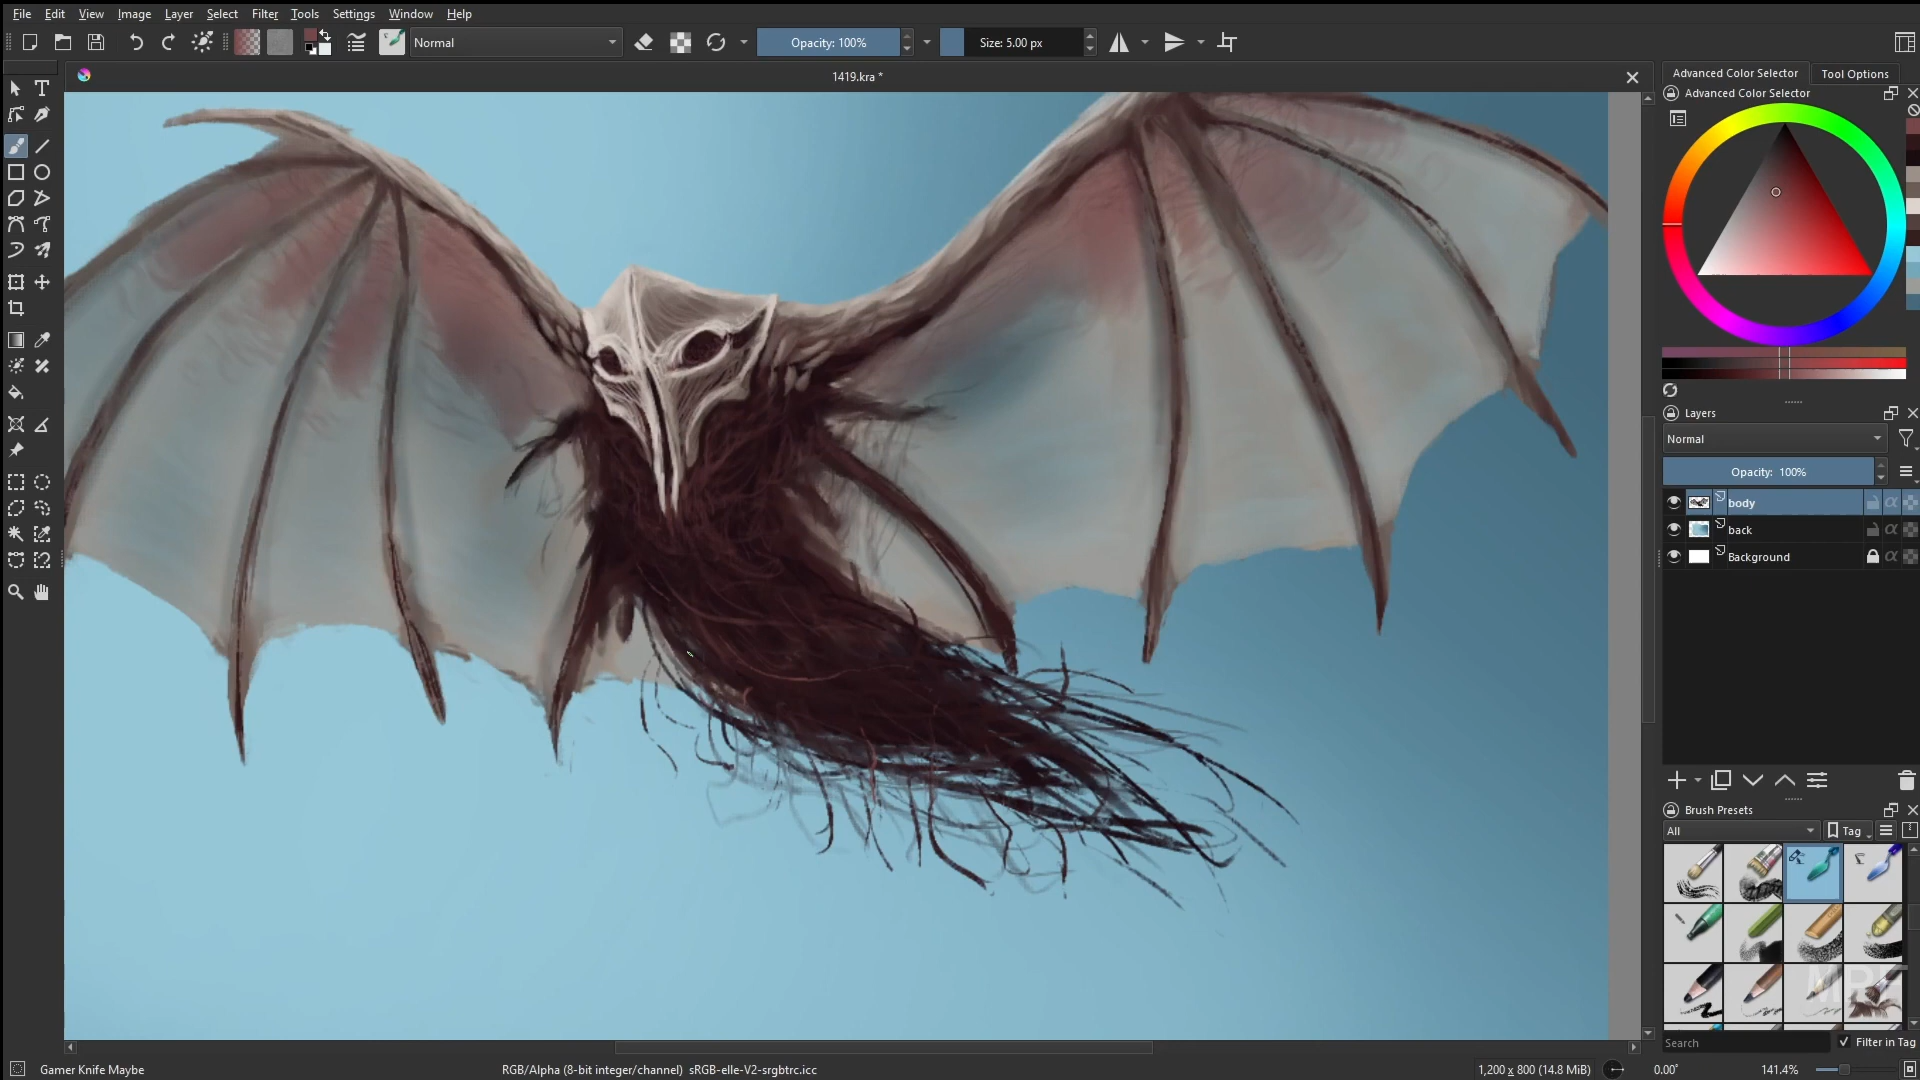 File Edit View Image Layer Select Filter Tools Settings Window Help
Normal Opacity: 100% Size: 5.00 px
1419.kra *
Advanced Color Selector Tool Options
Advanced Color Selector
Layers
Normal
Opacity: 100%
body
back
Background
Brush Presets
All Tag
Search Filter in Tag
Gamer Knife Maybe RGB/Alpha (8-bit integer/channel) sRGB-elle-V2-srgbtrc.icc 1,200 x 800 (14.8 MiB) 0.00° 141.4%